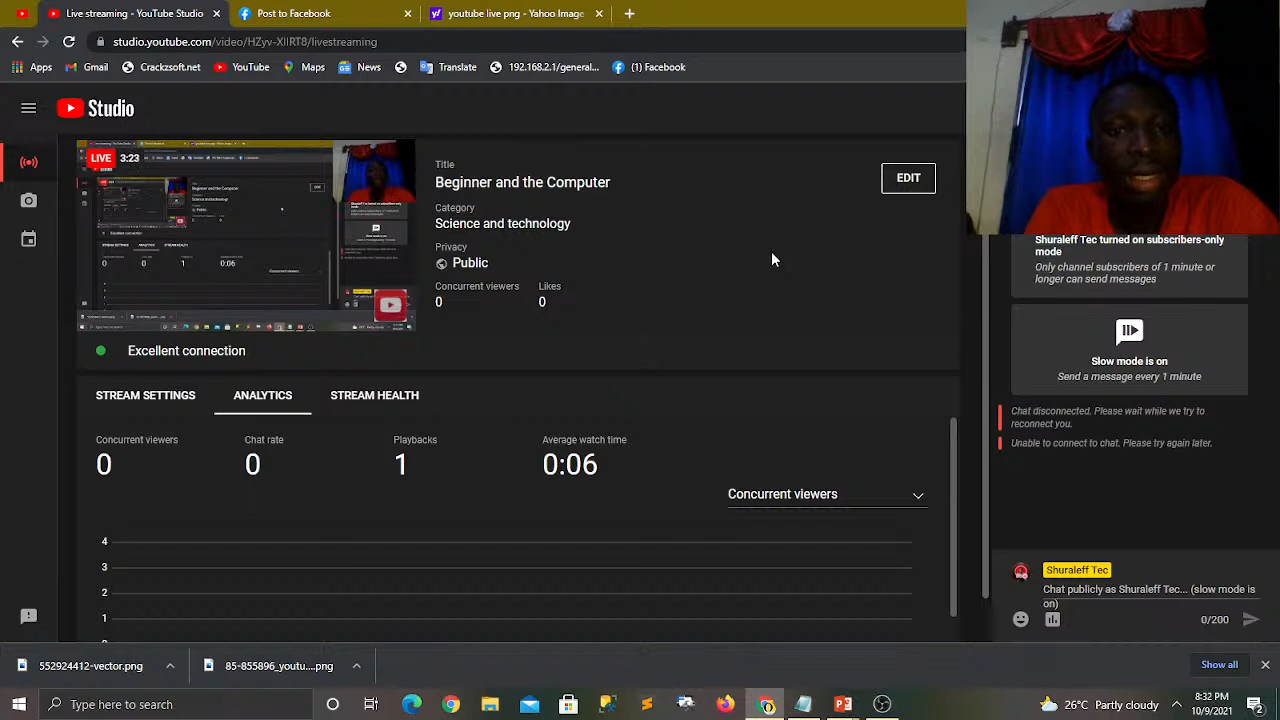 Live streaming - YouTube Studio
Post to Facebook
youtube live png - Yahoo Image
studio.youtube.com/video/HZyv-XIIRT8/livestreaming
Apps
Gmail
Crackzsoft.net
YouTube
Maps
News
Translate
192.168.2.1/general...
(1) Facebook
Studio
LIVE 3:23
Title
Beginner and the Computer
EDIT
Category
Science and technology
Privacy
Public
Concurrent viewers
Likes
0
0
Excellent connection
STREAM SETTINGS
ANALYTICS
STREAM HEALTH
Concurrent viewers
Chat rate
Playbacks
Average watch time
0
0
1
0:06
Concurrent viewers
4
3
2
1
Shuraleff Tec turned on subscribers-only
mode
Only channel subscribers of 1 minute or
longer can send messages
Slow mode is on
Send a message every 1 minute
Chat disconnected. Please wait while we try to
reconnect you.
Unable to connect to chat. Please try again later.
Shuraleff Tec
Chat publicly as Shuraleff Tec... (slow mode is
on)
0/200
552924412-vector.png
85-855896_youtu....png
Show all
Type here to search
29°C Partly cloudy
8:32 PM
10/9/2021